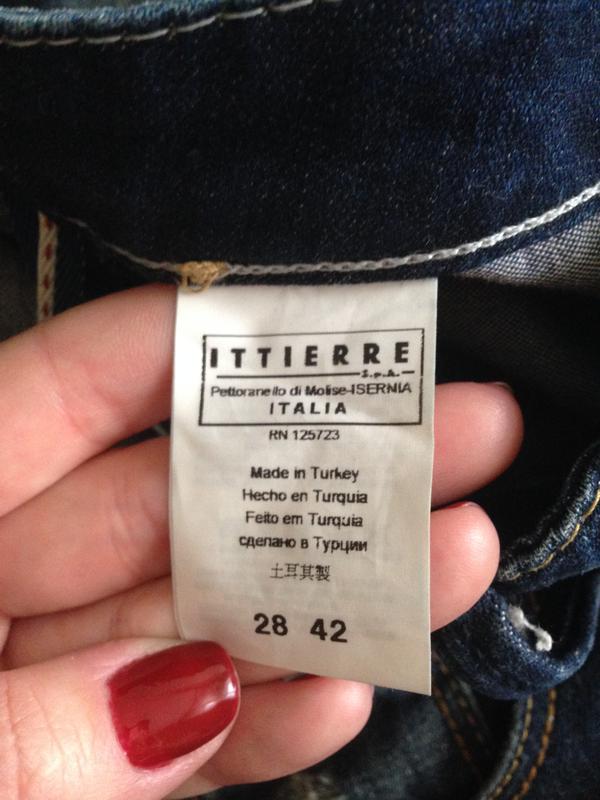 ITTIERRE
S.p.A.
Pettoranello di Molise-ISERNIA
ITALIA
RN 125723
Made in Turkey
Hecho en Turquia
Feito em Turquia
сделано в Турции
土耳其製
28 42